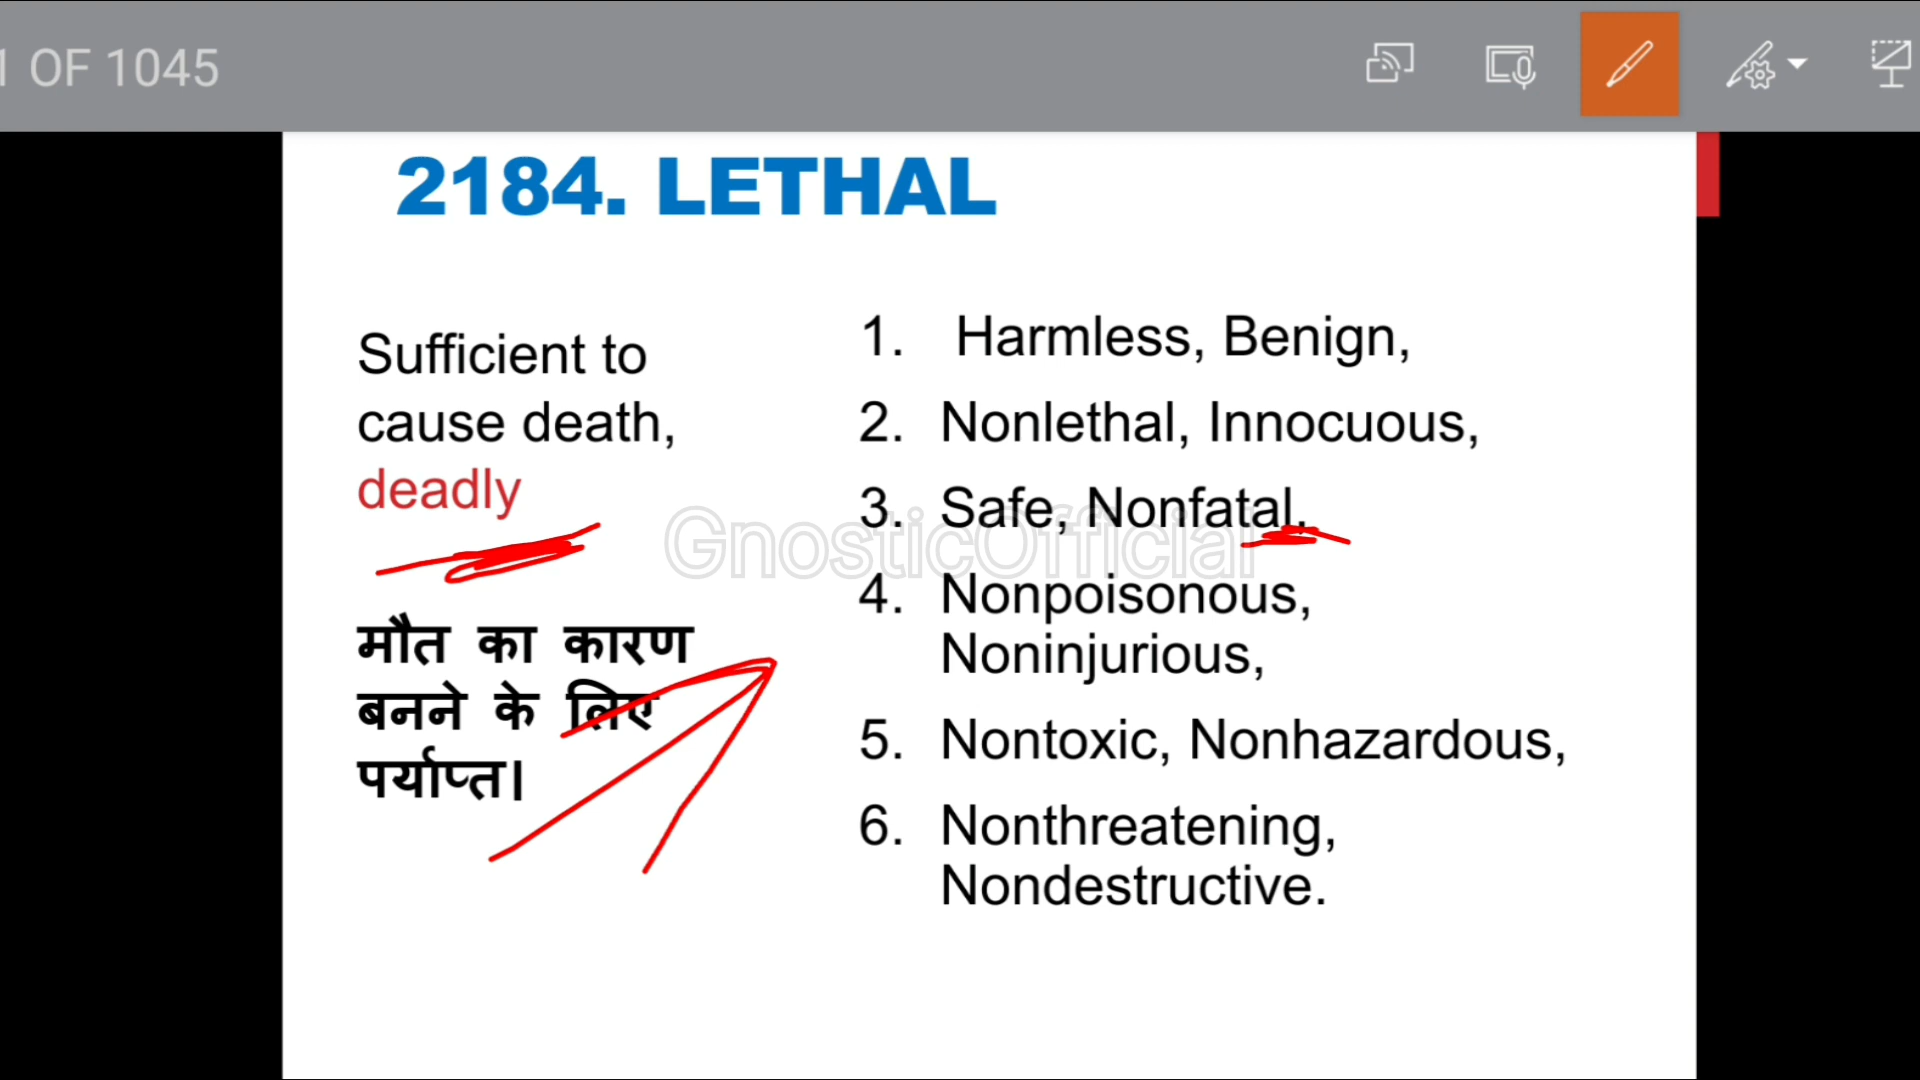 1 OF 1045
2184. LETHAL
Sufficient to
cause death,
deadly
मौत का कारण
बनने के लिए
पर्याप्त।
1. Harmless, Benign,
2. Nonlethal, Innocuous,
3. Safe, Nonfatal,
4. Nonpoisonous,
Noninjurious,
5. Nontoxic, Nonhazardous,
6. Nonthreatening,
Nondestructive.
GnosticOfficial